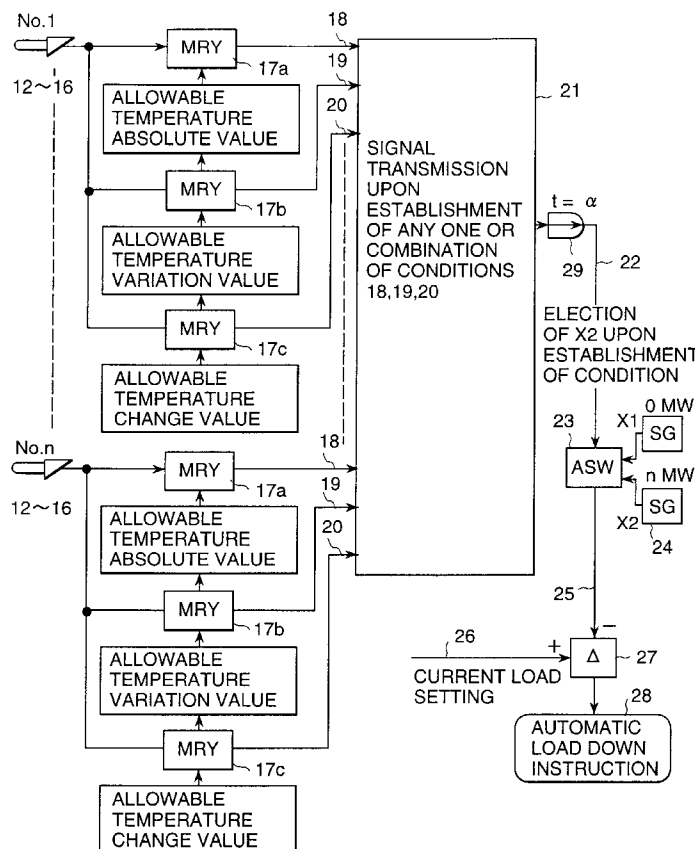 No.1
12~16
MRY
17a
ALLOWABLE
TEMPERATURE
ABSOLUTE VALUE
MRY
17b
ALLOWABLE
TEMPERATURE
VARIATION VALUE
MRY
17c
ALLOWABLE
TEMPERATURE
CHANGE VALUE
18
19
20
21
SIGNAL
TRANSMISSION
UPON
ESTABLISHMENT
OF ANY ONE OR
COMBINATION
OF CONDITIONS
18,19,20
t = α
29
22
ELECTION
OF X2 UPON
ESTABLISHMENT
OF CONDITION
23
ASW
X1
0 MW
SG
n MW
SG
X2
24
25
26
CURRENT LOAD
SETTING
+
−
Δ
27
28
AUTOMATIC
LOAD DOWN
INSTRUCTION
No.n
12~16
MRY
17a
ALLOWABLE
TEMPERATURE
ABSOLUTE VALUE
MRY
17b
ALLOWABLE
TEMPERATURE
VARIATION VALUE
MRY
17c
ALLOWABLE
TEMPERATURE
CHANGE VALUE
18
19
20